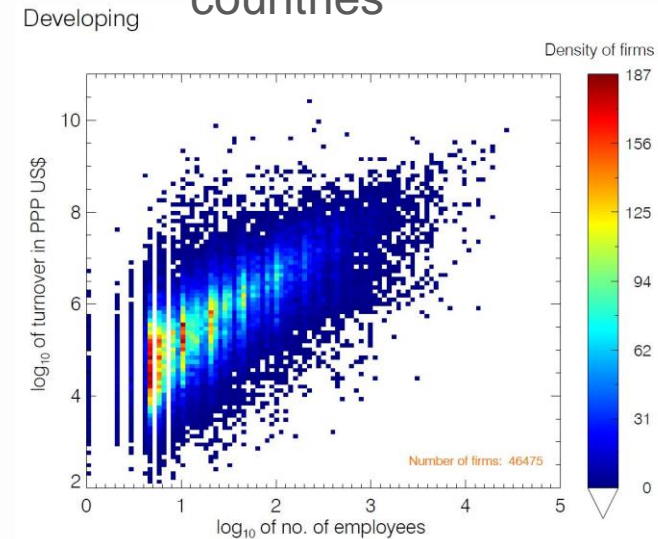 countries
Developing
Density of firms
187
156
125
94
62
31
0
log₁₀ of turnover in PPP US$
10
8
6
4
2
Number of firms: 46475
0 1 2 3 4 5
log₁₀ of no. of employees